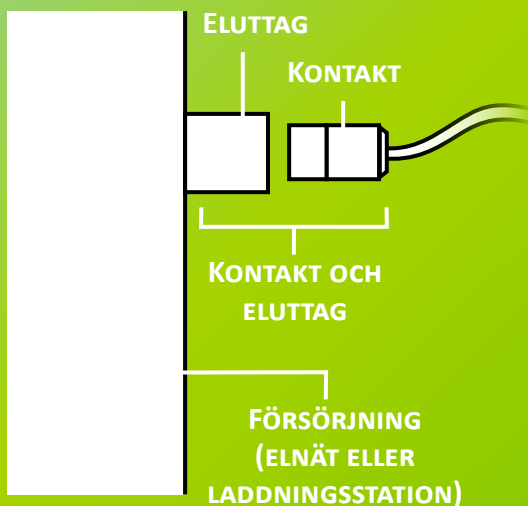 ELUTTAG
KONTAKT
KONTAKT OCH
ELUTTAG
FÖRSÖRJNING
(ELNÄT ELLER
LADDNINGSSTATION)